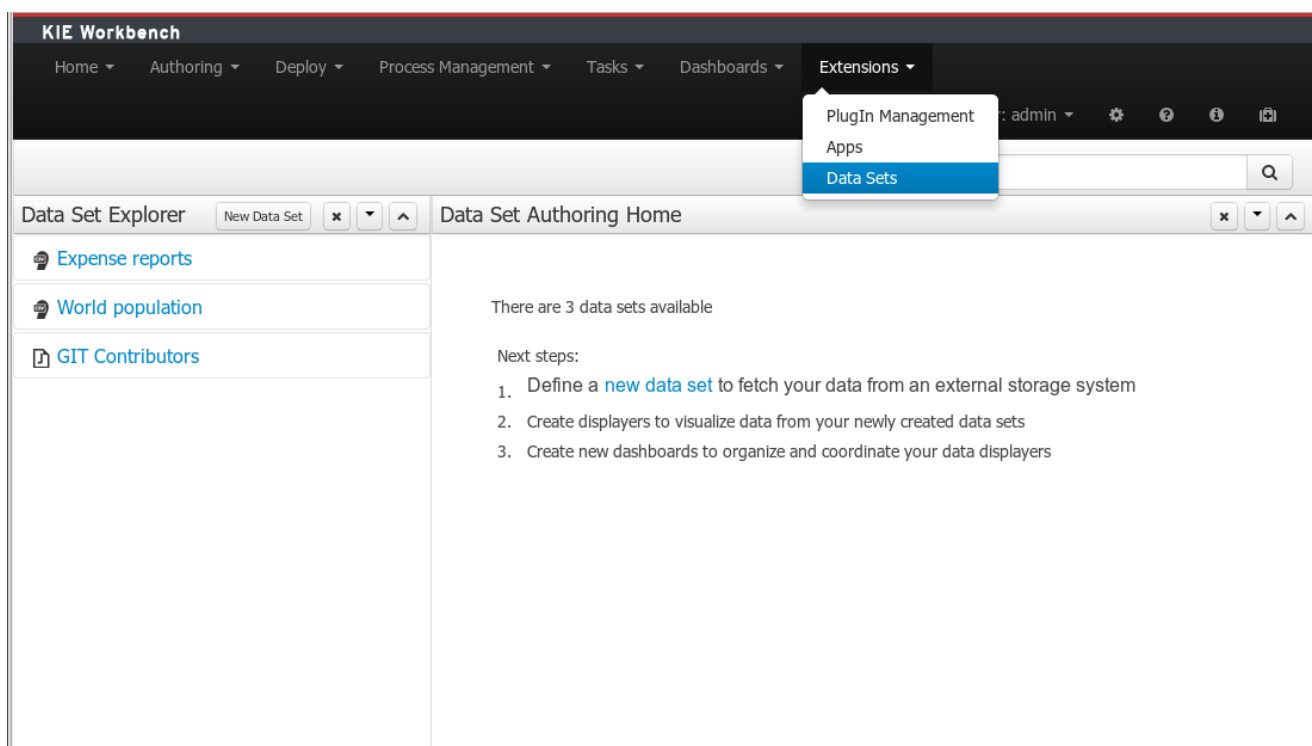 KIE Workbench
Home Authoring Deploy Process Management Tasks Dashboards Extensions
PlugIn Management
: admin
Apps
Data Sets
Data Set Explorer New Data Set Data Set Authoring Home
Expense reports
World population
There are 3 data sets available
GIT Contributors
Next steps:
1. Define a new data set to fetch your data from an external storage system
2. Create displayers to visualize data from your newly created data sets
3. Create new dashboards to organize and coordinate your data displayers